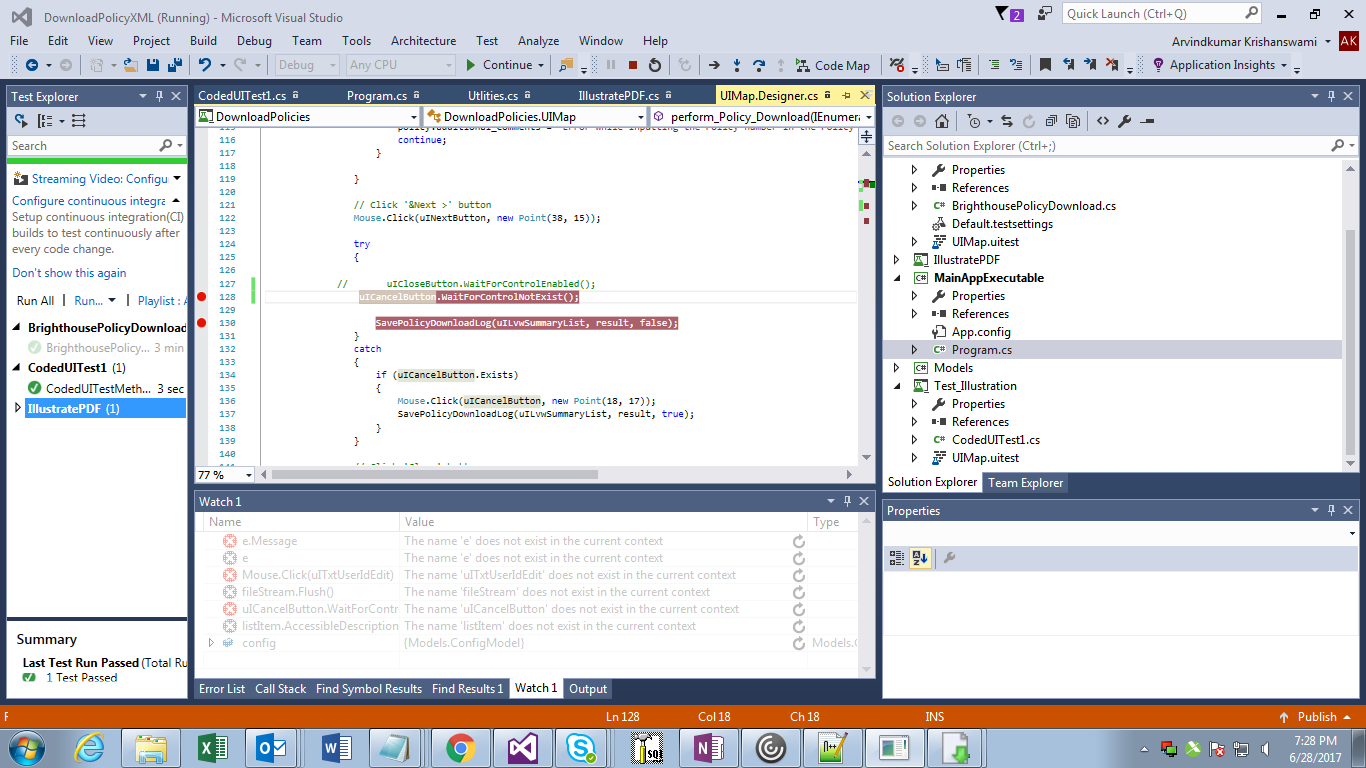 DownloadPolicyXML (Running) - Microsoft Visual Studio
2
Quick Launch (Ctrl+Q)
File Edit View Project Build Debug Team Tools Architecture Test Analyze Window Help
Arvindkumar Krishanswami AK
Debug Any CPU Continue Code Map Application Insights
Test Explorer
Search
Streaming Video: Configu
Configure continuous integra
Setup continuous integration(CI)
builds to test continuously after
every code change.
Don't show this again
Run All Run... Playlist : A
BrighthousePolicyDownload
BrighthousePolicy... 3 min
CodedUITest1 (1)
CodedUITestMeth... 3 sec
IllustratePDF (1)
Summary
Last Test Run Passed (Total Ru
1 Test Passed
CodedUITest1.cs Program.cs Utlities.cs IllustratePDF.cs UIMap.Designer.cs
DownloadPolicies DownloadPolicies.UIMap perform_Policy_Download(IEnumera
116 continue;
117 }
118
119 }
120
121 // Click '&Next >' button
122 Mouse.Click(uINextButton, new Point(38, 15));
123
124 try
125 {
126
127 // uICloseButton.WaitForControlEnabled();
128 uICancelButton.WaitForControlNotExist();
129
130 SavePolicyDownloadLog(uILvwSummaryList, result, false);
131 }
132 catch
133 {
134 if (uICancelButton.Exists)
135 {
136 Mouse.Click(uICancelButton, new Point(18, 17));
137 SavePolicyDownloadLog(uILvwSummaryList, result, true);
138 }
139 }
140
77 %
Watch 1
Name Value Type
e.Message The name 'e' does not exist in the current context
e The name 'e' does not exist in the current context
Mouse.Click(uITxtUserIdEdit) The name 'uITxtUserIdEdit' does not exist in the current context
fileStream.Flush() The name 'fileStream' does not exist in the current context
uICancelButton.WaitForContr The name 'uICancelButton' does not exist in the current context
listItem.AccessibleDescription The name 'listItem' does not exist in the current context
config {Models.ConfigModel} Models.C
Error List Call Stack Find Symbol Results Find Results 1 Watch 1 Output
Solution Explorer
Search Solution Explorer (Ctrl+;)
Properties
References
BrighthousePolicyDownload.cs
Default.testsettings
UIMap.uitest
IllustratePDF
MainAppExecutable
Properties
References
App.config
Program.cs
Models
Test_Illustration
Properties
References
CodedUITest1.cs
UIMap.uitest
Solution Explorer Team Explorer
Properties
Ln 128 Col 18 Ch 18 INS Publish
7:28 PM
6/28/2017